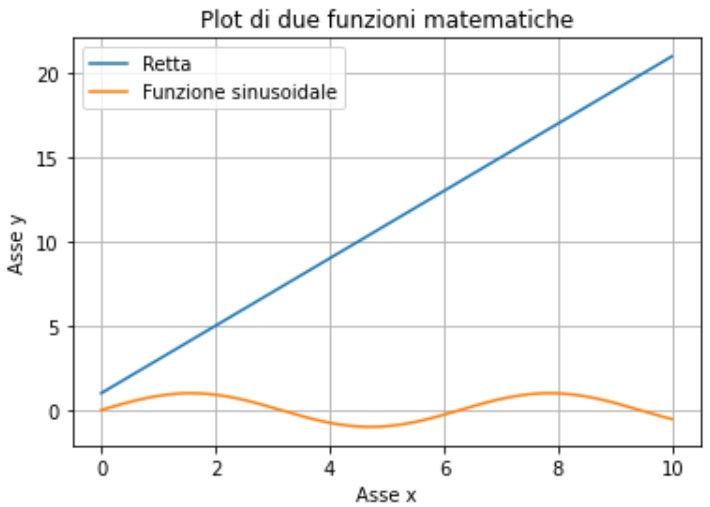 Plot di due funzioni matematiche
Retta
Funzione sinusoidale
20
15
10
5
0
Asse y
0 2 4 6 8 10
Asse x